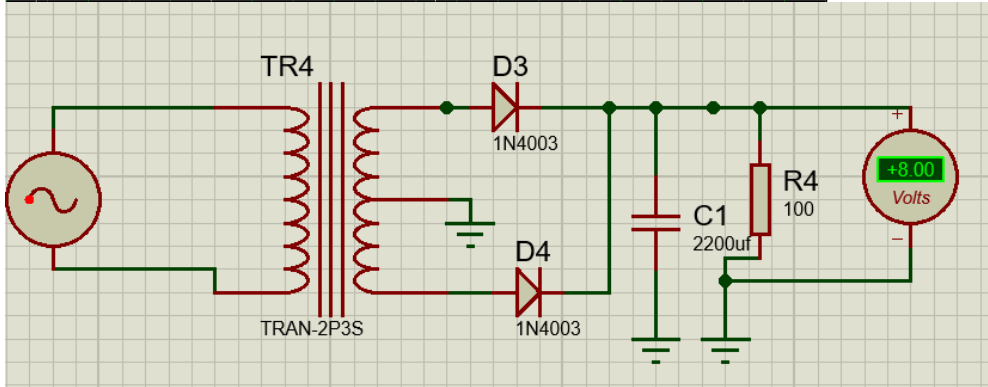 TR4
D3
1N4003
+
+8.00
Volts
−
R4
100
C1
2200uf
D4
1N4003
TRAN-2P3S